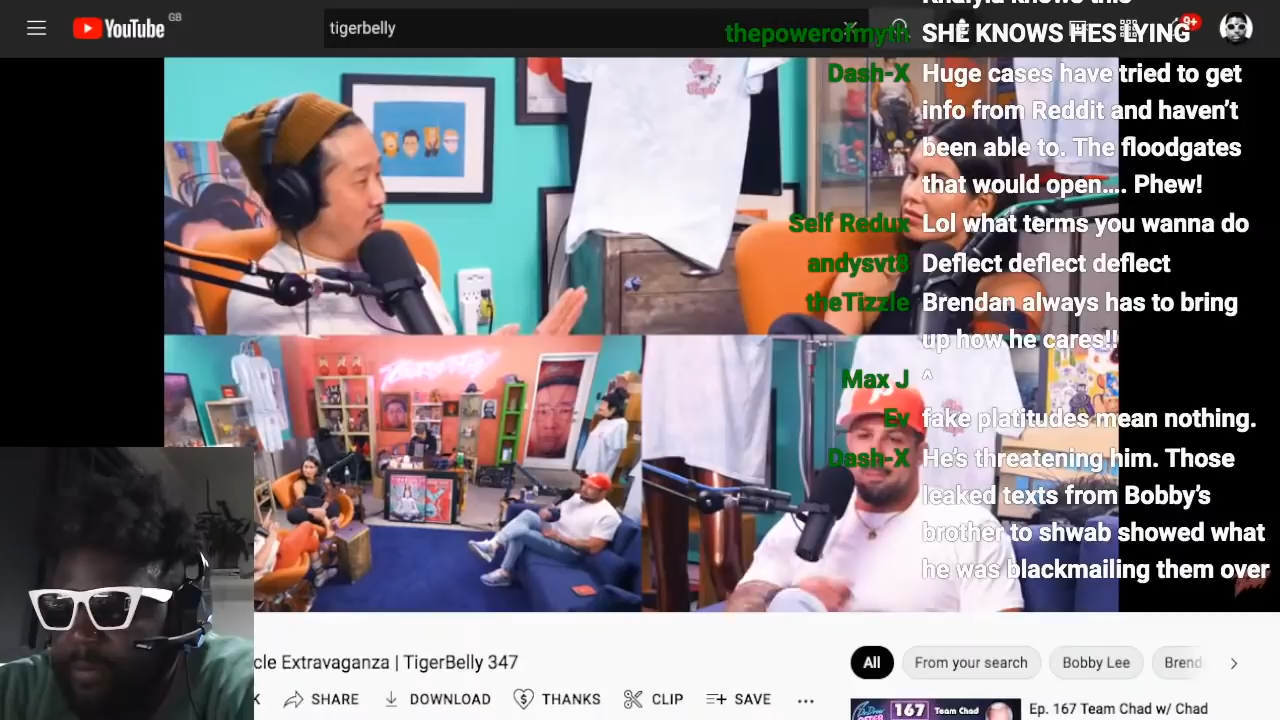 YouTube GB
tigerbelly
9+
thepowerofmyth SHE KNOWS HES LYING
Dash-X Huge cases have tried to get
info from Reddit and haven't
been able to. The floodgates
that would open.... Phew!
Self Redux Lol what terms you wanna do
andysvt8 Deflect deflect deflect
theTizzle Brendan always has to bring
up how he cares!!
Max J ^
Ev fake platitudes mean nothing.
Dash-X He's threatening him. Those
leaked texts from Bobby's
brother to shwab showed what
he was blackmailing them over
cle Extravaganza | TigerBelly 347
SHARE DOWNLOAD THANKS CLIP SAVE
All From your search Bobby Lee Brend
167 Team Chad
Ep. 167 Team Chad w/ Chad